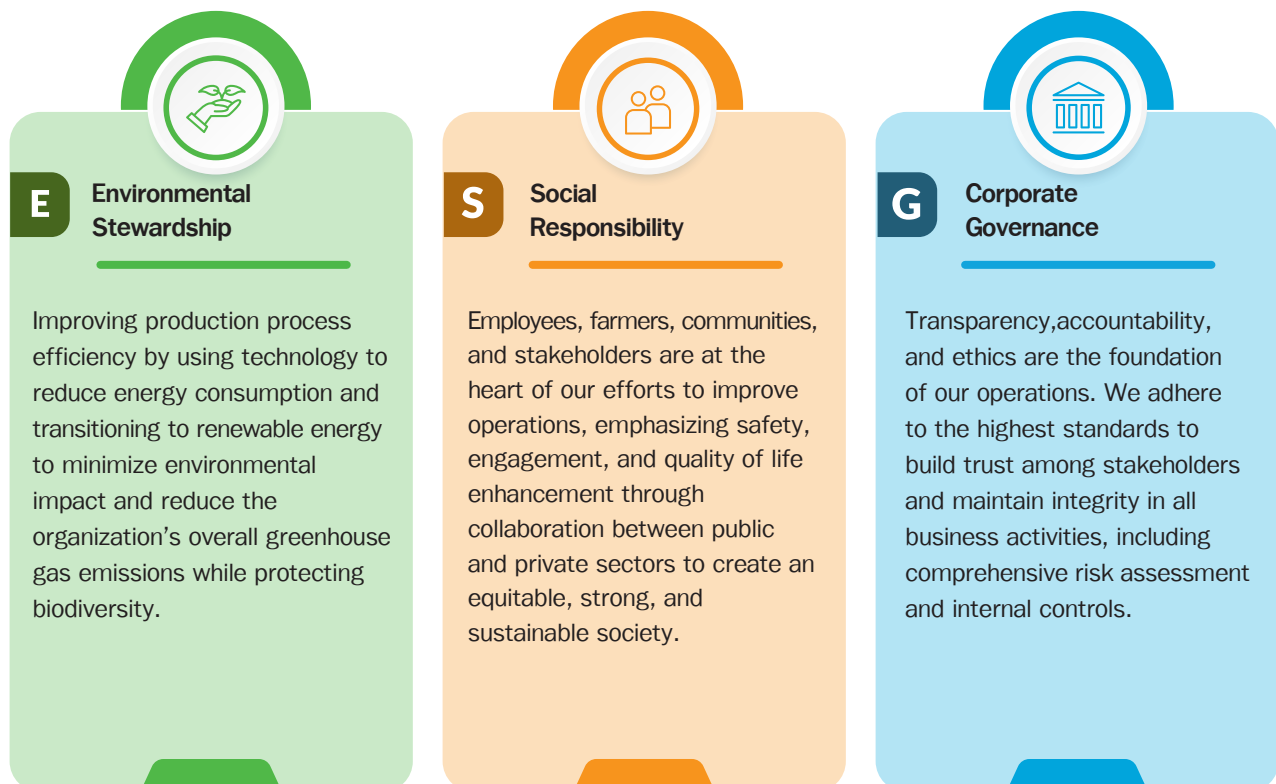 E
Environmental
Stewardship
Improving production process
efficiency by using technology to
reduce energy consumption and
transitioning to renewable energy
to minimize environmental
impact and reduce the
organization’s overall greenhouse
gas emissions while protecting
biodiversity.
S
Social
Responsibility
Employees, farmers, communities,
and stakeholders are at the
heart of our efforts to improve
operations, emphasizing safety,
engagement, and quality of life
enhancement through
collaboration between public
and private sectors to create an
equitable, strong, and
sustainable society.
G
Corporate
Governance
Transparency,accountability,
and ethics are the foundation
of our operations. We adhere
to the highest standards to
build trust among stakeholders
and maintain integrity in all
business activities, including
comprehensive risk assessment
and internal controls.